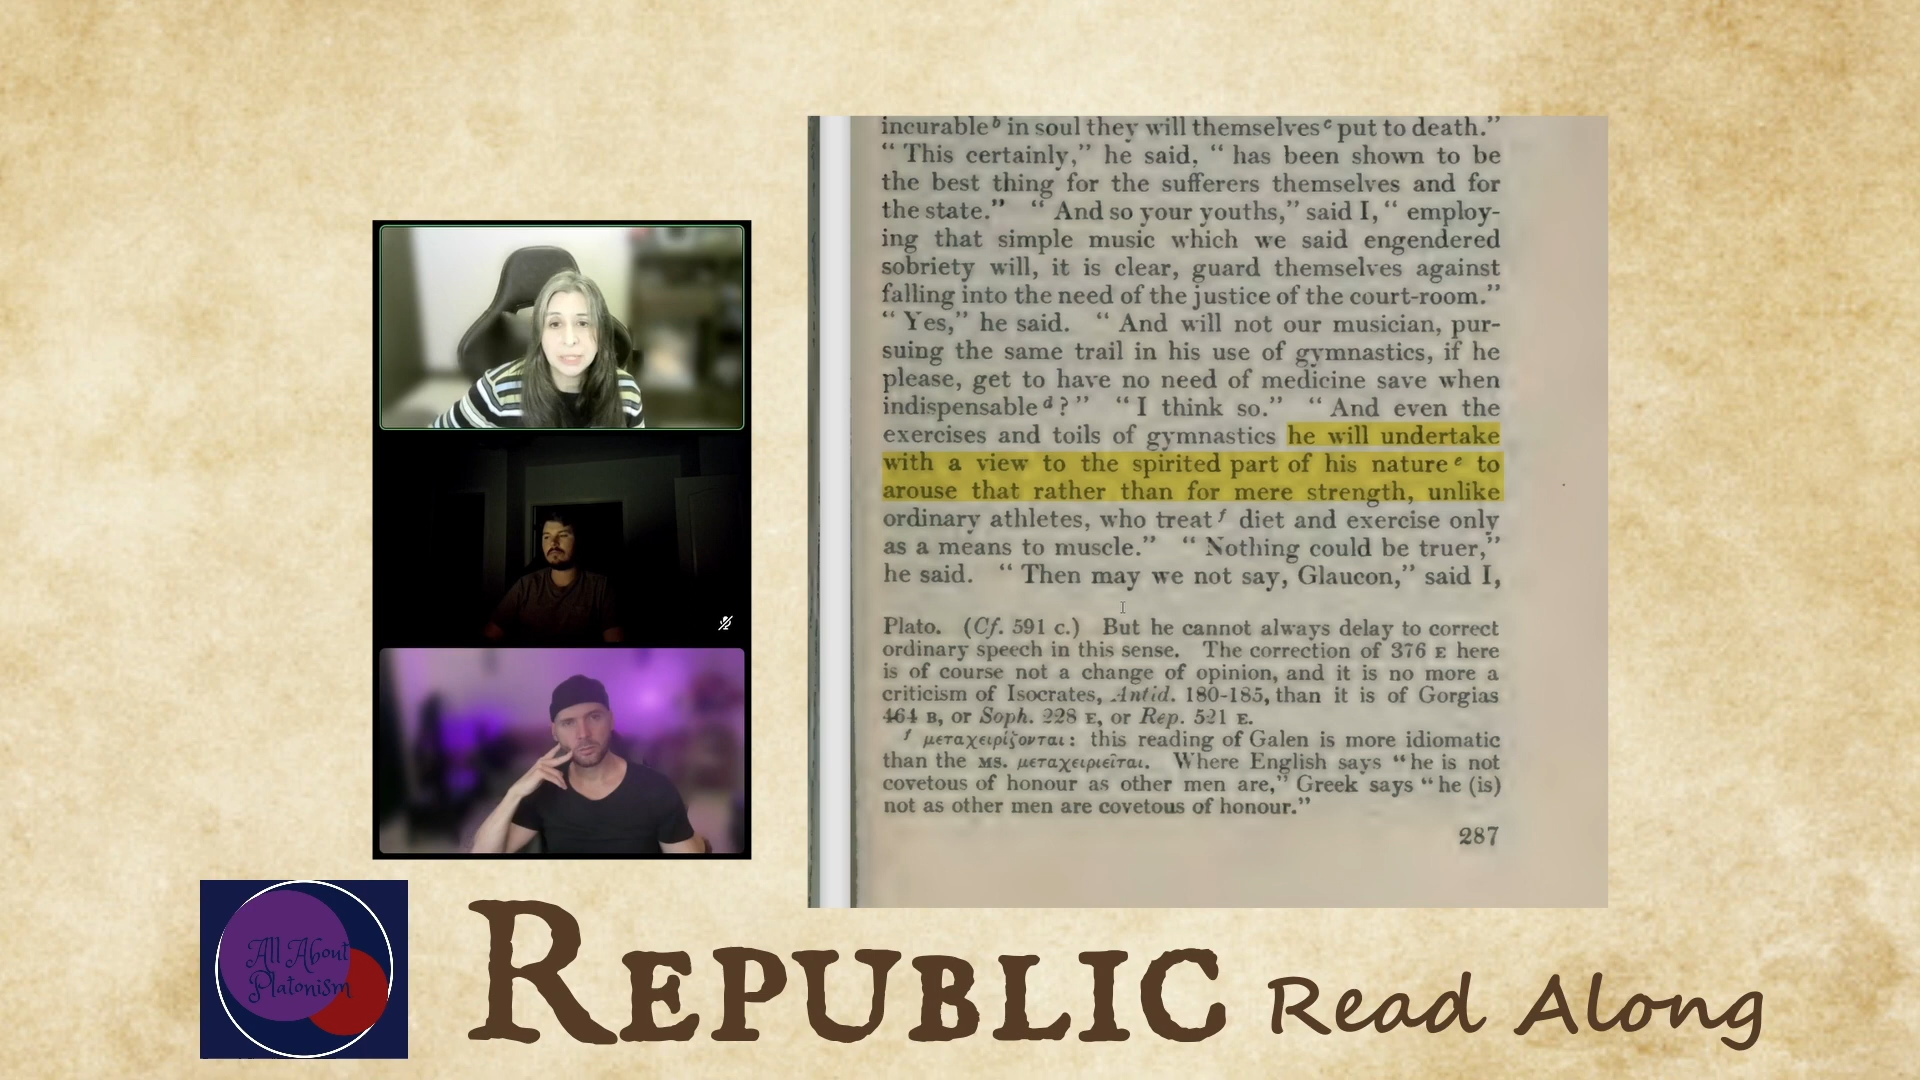 incurable ᵇ in soul they will themselves ᶜ put to death.”
“ This certainly,” he said, “ has been shown to be
the best thing for the sufferers themselves and for
the state.” “ And so your youths,” said I, “ employ-
ing that simple music which we said engendered
sobriety will, it is clear, guard themselves against
falling into the need of the justice of the court-room.”
“ Yes,” he said. “ And will not our musician, pur-
suing the same trail in his use of gymnastics, if he
please, get to have no need of medicine save when
indispensable ᵈ ? ” “ I think so.” “ And even the
exercises and toils of gymnastics he will undertake
with a view to the spirited part of his nature ᵉ to
arouse that rather than for mere strength, unlike
ordinary athletes, who treat ᶠ diet and exercise only
as a means to muscle.” “ Nothing could be truer,”
he said. “ Then may we not say, Glaucon,” said I,
Plato. (Cf. 591 c.) But he cannot always delay to correct
ordinary speech in this sense. The correction of 376 E here
is of course not a change of opinion, and it is no more a
criticism of Isocrates, Antid. 180-185, than it is of Gorgias
464 B, or Soph. 228 E, or Rep. 521 E.
ᶠ μεταχειρίζονται : this reading of Galen is more idiomatic
than the MS. μεταχειριεῖται. Where English says “ he is not
covetous of honour as other men are,” Greek says “ he (is)
not as other men are covetous of honour.”
287
All About
Platonism
REPUBLIC Read Along